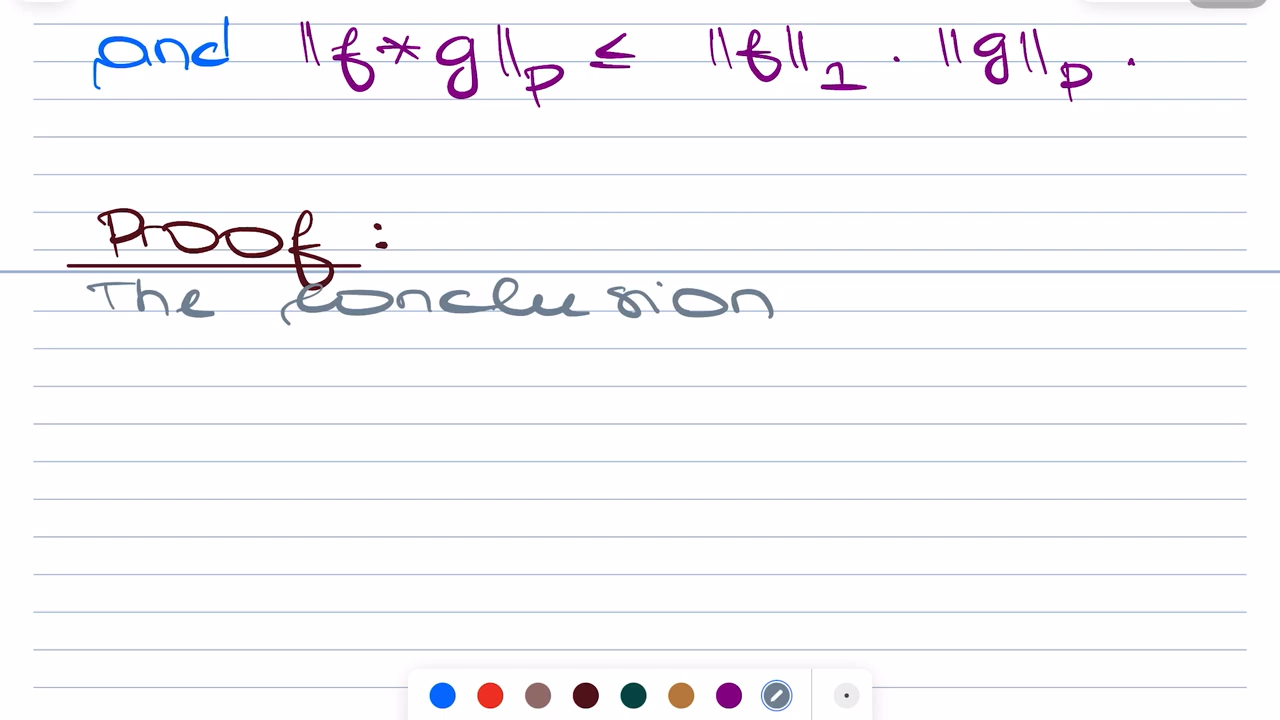 and ‖f*g‖_p ≤ ‖f‖_1 · ‖g‖_p .
Proof :
The conclusion